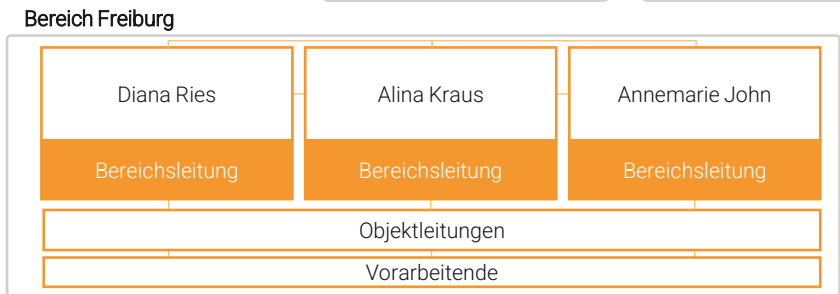 Bereich Freiburg
Diana Ries
Alina Kraus
Annemarie John
Bereichsleitung
Bereichsleitung
Bereichsleitung
Objektleitungen
Vorarbeitende